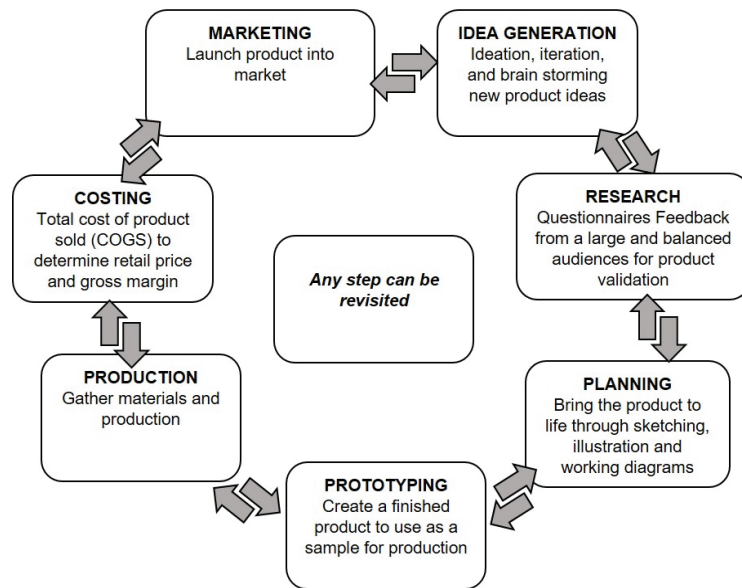 MARKETING
Launch product into
market
IDEA GENERATION
Ideation, iteration,
and brain storming
new product ideas
COSTING
Total cost of product
sold (COGS) to
determine retail price
and gross margin
RESEARCH
Questionnaires Feedback
from a large and balanced
audiences for product
validation
Any step can be
revisited
PRODUCTION
Gather materials and
production
PLANNING
Bring the product to
life through sketching,
illustration and
working diagrams
PROTOTYPING
Create a finished
product to use as a
sample for production